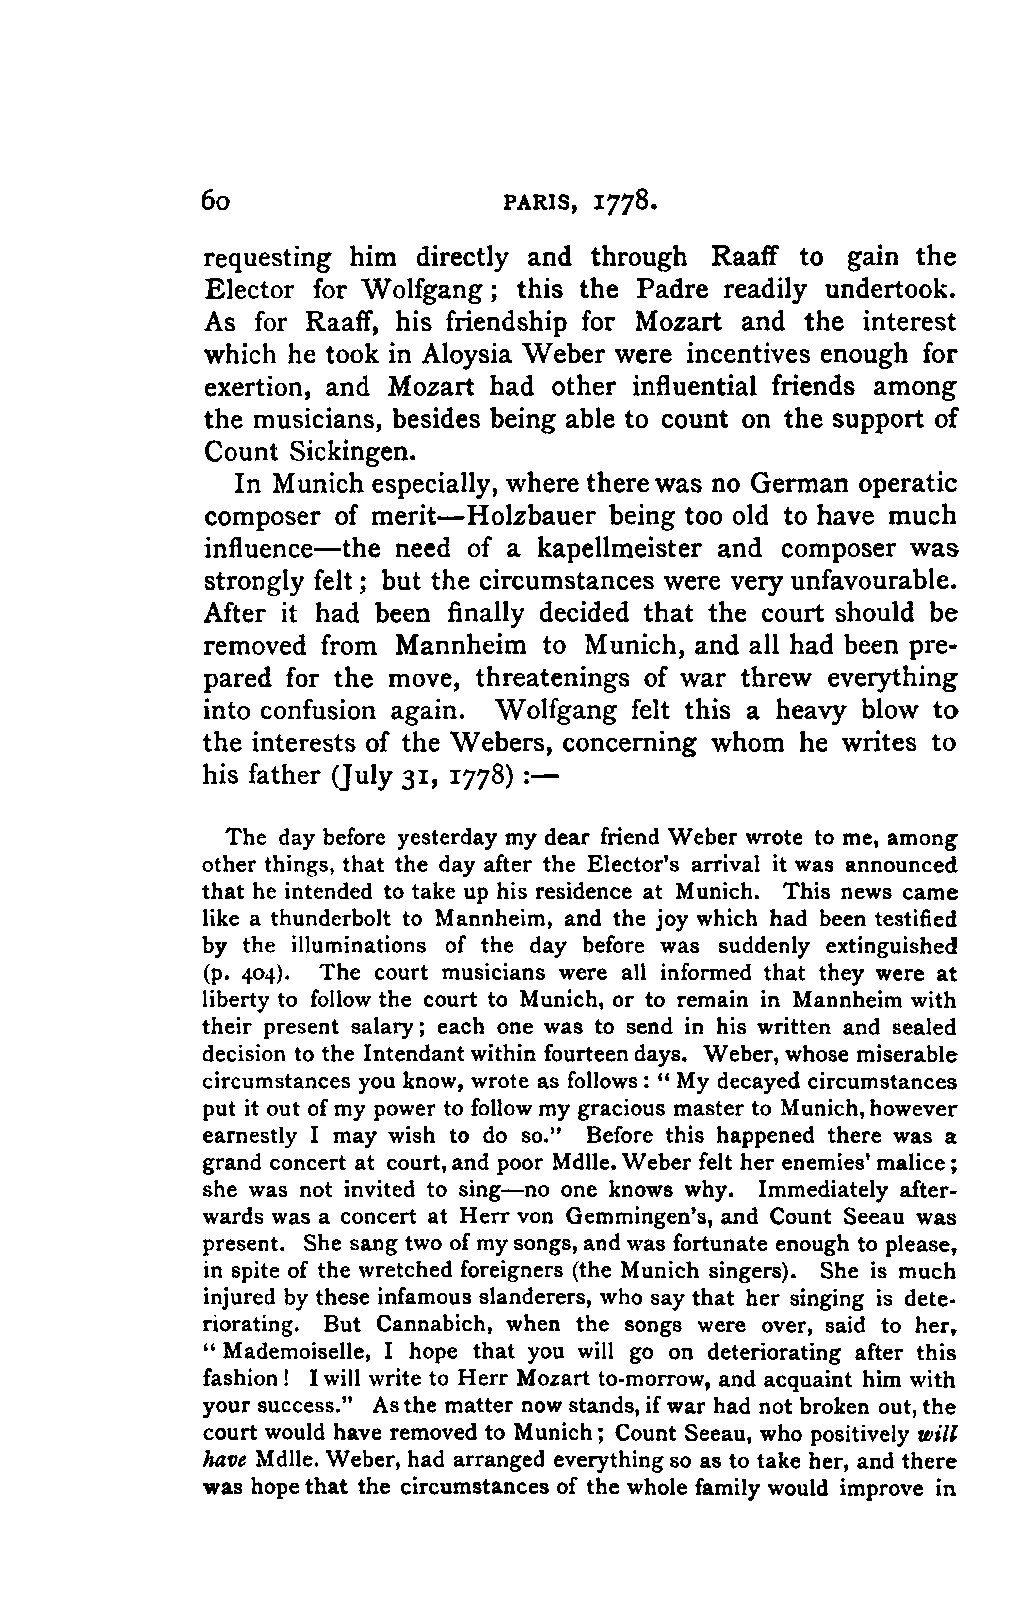 60 PARIS, 1778.
requesting him directly and through Raaff to gain the
Elector for Wolfgang; this the Padre readily undertook.
As for Raaff, his friendship for Mozart and the interest
which he took in Aloysia Weber were incentives enough for
exertion, and Mozart had other influential friends among
the musicians, besides being able to count on the support of
Count Sickingen.
In Munich especially, where there was no German operatic
composer of merit—Holzbauer being too old to have much
influence—the need of a kapellmeister and composer was
strongly felt; but the circumstances were very unfavourable.
After it had been finally decided that the court should be
removed from Mannheim to Munich, and all had been pre-
pared for the move, threatenings of war threw everything
into confusion again. Wolfgang felt this a heavy blow to
the interests of the Webers, concerning whom he writes to
his father (July 31, 1778) :—
The day before yesterday my dear friend Weber wrote to me, among
other things, that the day after the Elector's arrival it was announced
that he intended to take up his residence at Munich. This news came
like a thunderbolt to Mannheim, and the joy which had been testified
by the illuminations of the day before was suddenly extinguished
(p. 404). The court musicians were all informed that they were at
liberty to follow the court to Munich, or to remain in Mannheim with
their present salary; each one was to send in his written and sealed
decision to the Intendant within fourteen days. Weber, whose miserable
circumstances you know, wrote as follows: "My decayed circumstances
put it out of my power to follow my gracious master to Munich, however
earnestly I may wish to do so." Before this happened there was a
grand concert at court, and poor Mdlle. Weber felt her enemies' malice;
she was not invited to sing—no one knows why. Immediately after-
wards was a concert at Herr von Gemmingen's, and Count Seeau was
present. She sang two of my songs, and was fortunate enough to please,
in spite of the wretched foreigners (the Munich singers). She is much
injured by these infamous slanderers, who say that her singing is dete-
riorating. But Cannabich, when the songs were over, said to her,
"Mademoiselle, I hope that you will go on deteriorating after this
fashion! I will write to Herr Mozart to-morrow, and acquaint him with
your success." As the matter now stands, if war had not broken out, the
court would have removed to Munich; Count Seeau, who positively will
have Mdlle. Weber, had arranged everything so as to take her, and there
was hope that the circumstances of the whole family would improve in